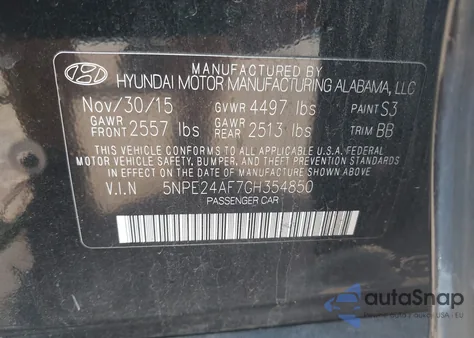 MANUFACTURED BY
HYUNDAI MOTOR MANUFACTURING ALABAMA, LLC
Nov/30/15 GVWR 4497 lbs PAINT S3
GAWR FRONT 2557 lbs GAWR REAR 2513 lbs TRIM BB
THIS VEHICLE CONFORMS TO ALL APPLICABLE U.S.A. FEDERAL
MOTOR VEHICLE SAFETY, BUMPER, AND THEFT PREVENTION STANDARDS
IN EFFECT ON THE DATE OF MANUFACTURE SHOWN ABOVE.
V.I.N 5NPE24AF7GH354850
PASSENGER CAR
autoSnap